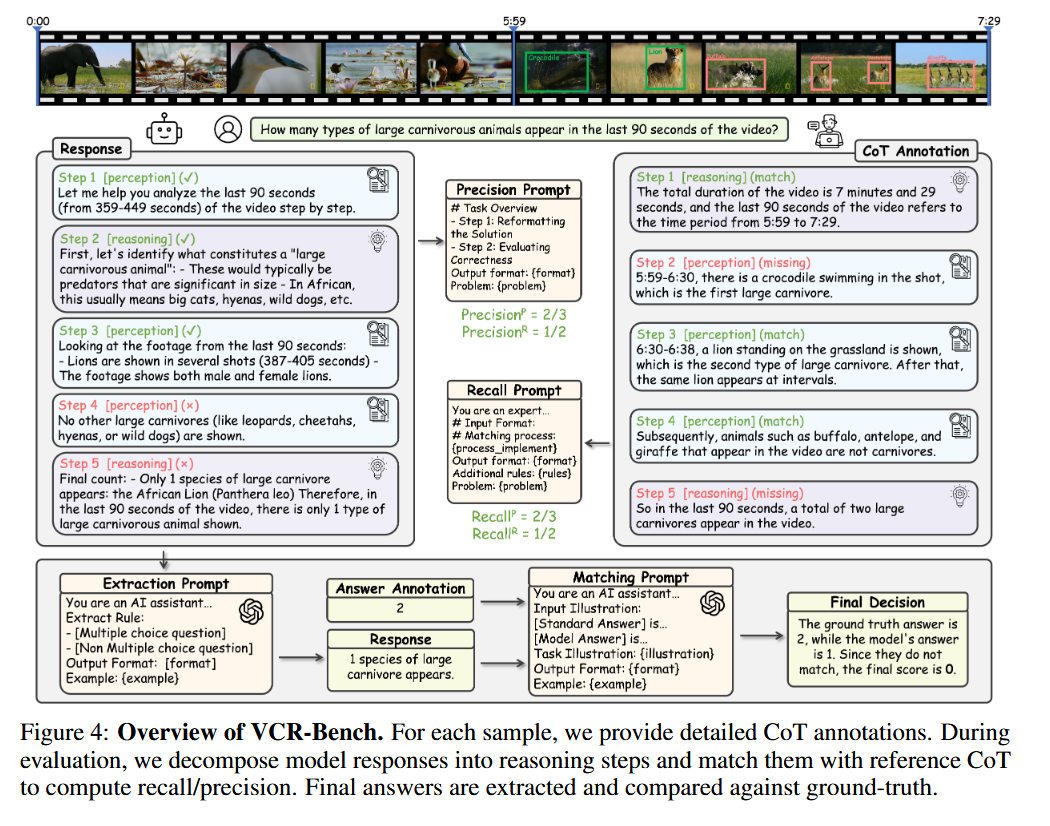 0:00
5:59
7:29
Crocodile
Lion
How many types of large carnivorous animals appear in the last 90 seconds of the video?
Response
Step 1 [perception] (✓)
Let me help you analyze the last 90 seconds
(from 359-449 seconds) of the video step by step.
Step 2 [reasoning] (✓)
First, let's identify what constitutes a "large
carnivorous animal": - These would typically be
predators that are significant in size - In African,
this usually means big cats, hyenas, wild dogs, etc.
Step 3 [perception] (✓)
Looking at the footage from the last 90 seconds:
- Lions are shown in several shots (387-405 seconds) -
The footage shows both male and female lions.
Step 4 [perception] (×)
No other large carnivores (like leopards, cheetahs,
hyenas, or wild dogs) are shown.
Step 5 [reasoning] (×)
Final count: - Only 1 species of large carnivore
appears: the African Lion (Panthera leo) Therefore, in
the last 90 seconds of the video, there is only 1 type of
large carnivorous animal shown.
Precision Prompt
# Task Overview
- Step 1: Reformatting
the Solution
- Step 2: Evaluating
Correctness
Output format: {format}
Problem: {problem}
Precisionᴾ = 2/3
Precisionᴿ = 1/2
Recall Prompt
You are an expert...
# Input Format:
# Matching process:
{process_implement}
Output format: {format}
Additional rules: {rules}
Problem: {problem}
Recallᴾ = 2/3
Recallᴿ = 1/2
CoT Annotation
Step 1 [reasoning] (match)
The total duration of the video is 7 minutes and 29
seconds, and the last 90 seconds of the video refers to
the time period from 5:59 to 7:29.
Step 2 [perception] (missing)
5:59-6:30, there is a crocodile swimming in the shot,
which is the first large carnivore.
Step 3 [perception] (match)
6:30-6:38, a lion standing on the grassland is shown,
which is the second type of large carnivore. After that,
the same lion appears at intervals.
Step 4 [perception] (match)
Subsequently, animals such as buffalo, antelope, and
giraffe that appear in the video are not carnivores.
Step 5 [reasoning] (missing)
So in the last 90 seconds, a total of two large
carnivores appear in the video.
Extraction Prompt
You are an AI assistant...
Extract Rule:
- [Multiple choice question]
- [Non Multiple choice question]
Output Format: [format]
Example: {example}
Answer Annotation
2
Response
1 species of large
carnivore appears.
Matching Prompt
You are an AI assistant...
Input Illustration:
[Standard Answer] is...
[Model Answer] is...
Task Illustration: {illustration}
Output Format: {format}
Example: {example}
Final Decision
The ground truth answer is
2, while the model's answer
is 1. Since they do not
match, the final score is 0.
Figure 4: Overview of VCR-Bench. For each sample, we provide detailed CoT annotations. During
evaluation, we decompose model responses into reasoning steps and match them with reference CoT
to compute recall/precision. Final answers are extracted and compared against ground-truth.